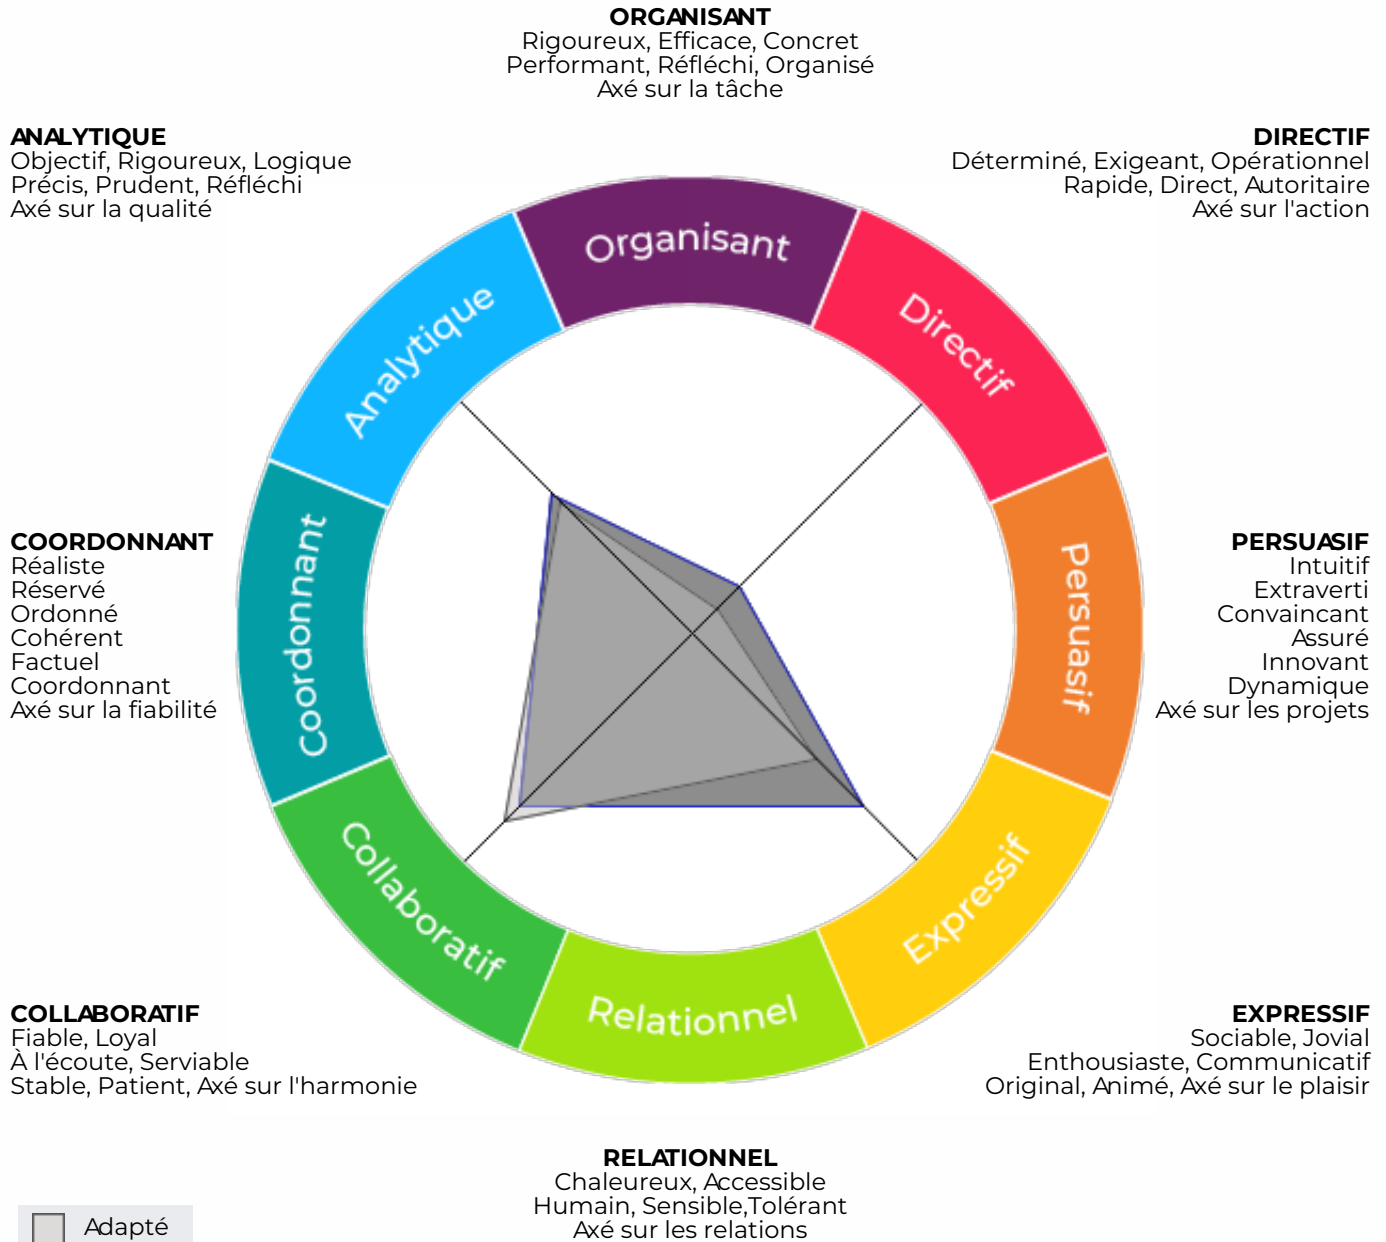 ORGANISANT
Rigoureux, Efficace, Concret
Performant, Réfléchi, Organisé
Axé sur la tâche
ANALYTIQUE
Objectif, Rigoureux, Logique
Précis, Prudent, Réfléchi
Axé sur la qualité
DIRECTIF
Déterminé, Exigeant, Opérationnel
Rapide, Direct, Autoritaire
Axé sur l'action
Organisant
Directif
Analytique
Persuasif
Coordonnant
Expressif
Collaboratif
Relationnel
COORDONNANT
Réaliste
Réservé
Ordonné
Cohérent
Factuel
Coordonnant
Axé sur la fiabilité
PERSUASIF
Intuitif
Extraverti
Convaincant
Assuré
Innovant
Dynamique
Axé sur les projets
COLLABORATIF
Fiable, Loyal
À l'écoute, Serviable
Stable, Patient, Axé sur l'harmonie
EXPRESSIF
Sociable, Jovial
Enthousiaste, Communicatif
Original, Animé, Axé sur le plaisir
RELATIONNEL
Chaleureux, Accessible
Humain, Sensible,Tolérant
Axé sur les relations
Adapté